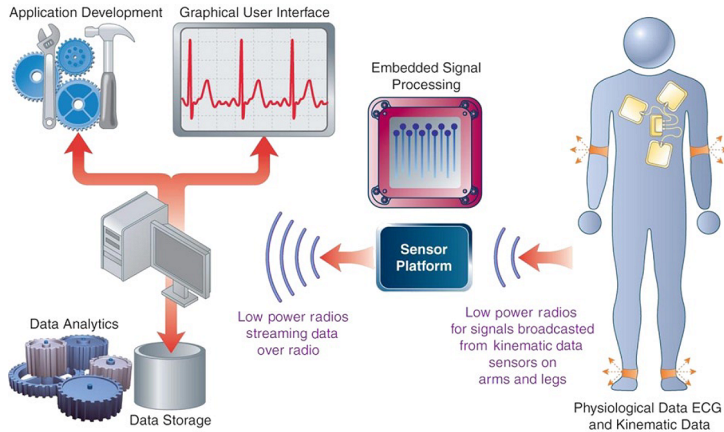 Application Development
Graphical User Interface
Embedded Signal
Processing
Sensor
Platform
Low power radios
streaming data
over radio
Low power radios
for signals broadcasted
from kinematic data
sensors on
arms and legs
Data Analytics
Data Storage
Physiological Data ECG
and Kinematic Data